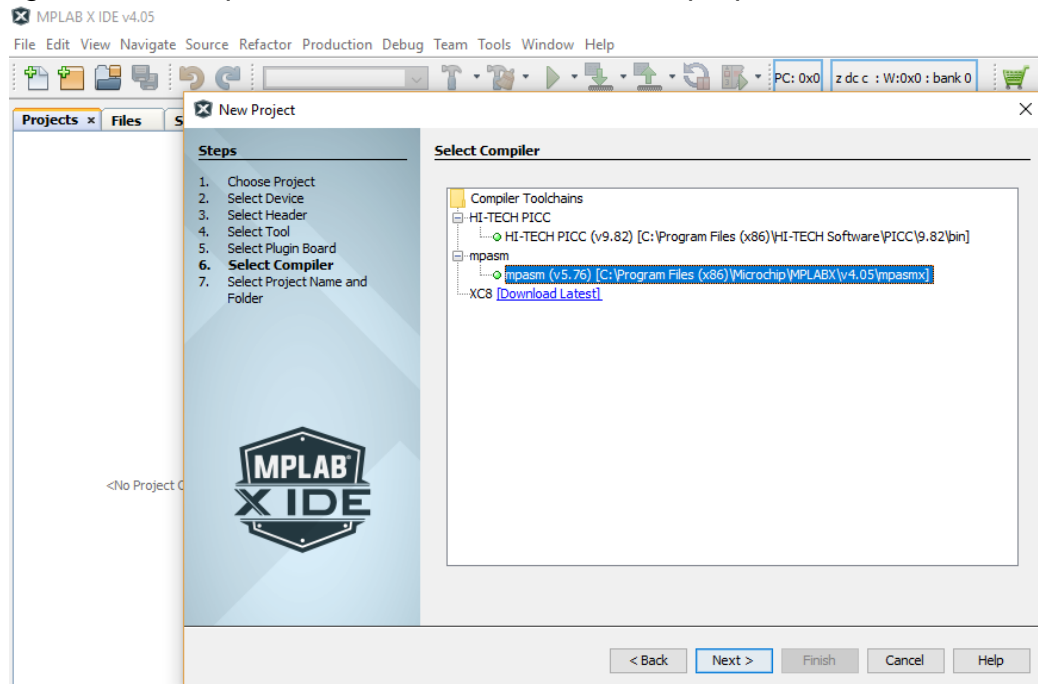 MPLAB X IDE v4.05
File Edit View Navigate Source Refactor Production Debug Team Tools Window Help
PC: 0x0 z dc c : W:0x0 : bank 0
Projects × Files S
New Project
Steps
Select Compiler
1. Choose Project
2. Select Device
3. Select Header
4. Select Tool
5. Select Plugin Board
6. Select Compiler
7. Select Project Name and
Folder
Compiler Toolchains
HI-TECH PICC
HI-TECH PICC (v9.82) [C:\Program Files (x86)\HI-TECH Software\PICC\9.82\bin]
mpasm
mpasm (v5.76) [C:\Program Files (x86)\Microchip\MPLABX\v4.05\mpasmx]
XC8 [Download Latest]
<No Project
MPLAB
X IDE
< Back Next > Finish Cancel Help